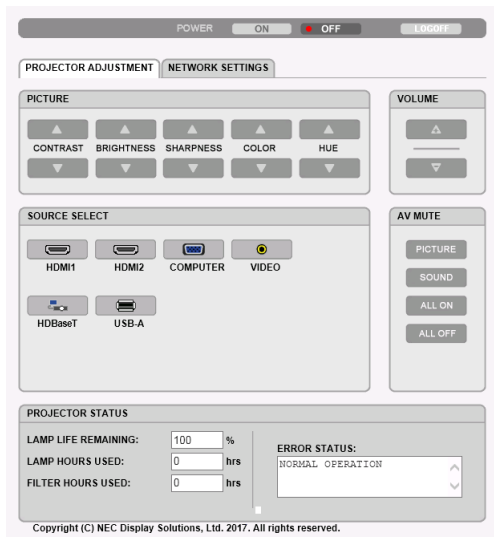 POWER ON OFF LOGOFF
PROJECTOR ADJUSTMENT NETWORK SETTINGS
PICTURE
CONTRAST BRIGHTNESS SHARPNESS COLOR HUE
VOLUME
SOURCE SELECT
HDMI1 HDMI2 COMPUTER VIDEO
HDBaseT USB-A
AV MUTE
PICTURE
SOUND
ALL ON
ALL OFF
PROJECTOR STATUS
LAMP LIFE REMAINING: 100 %
LAMP HOURS USED: 0 hrs
FILTER HOURS USED: 0 hrs
ERROR STATUS:
NORMAL OPERATION
Copyright (C) NEC Display Solutions, Ltd. 2017. All rights reserved.